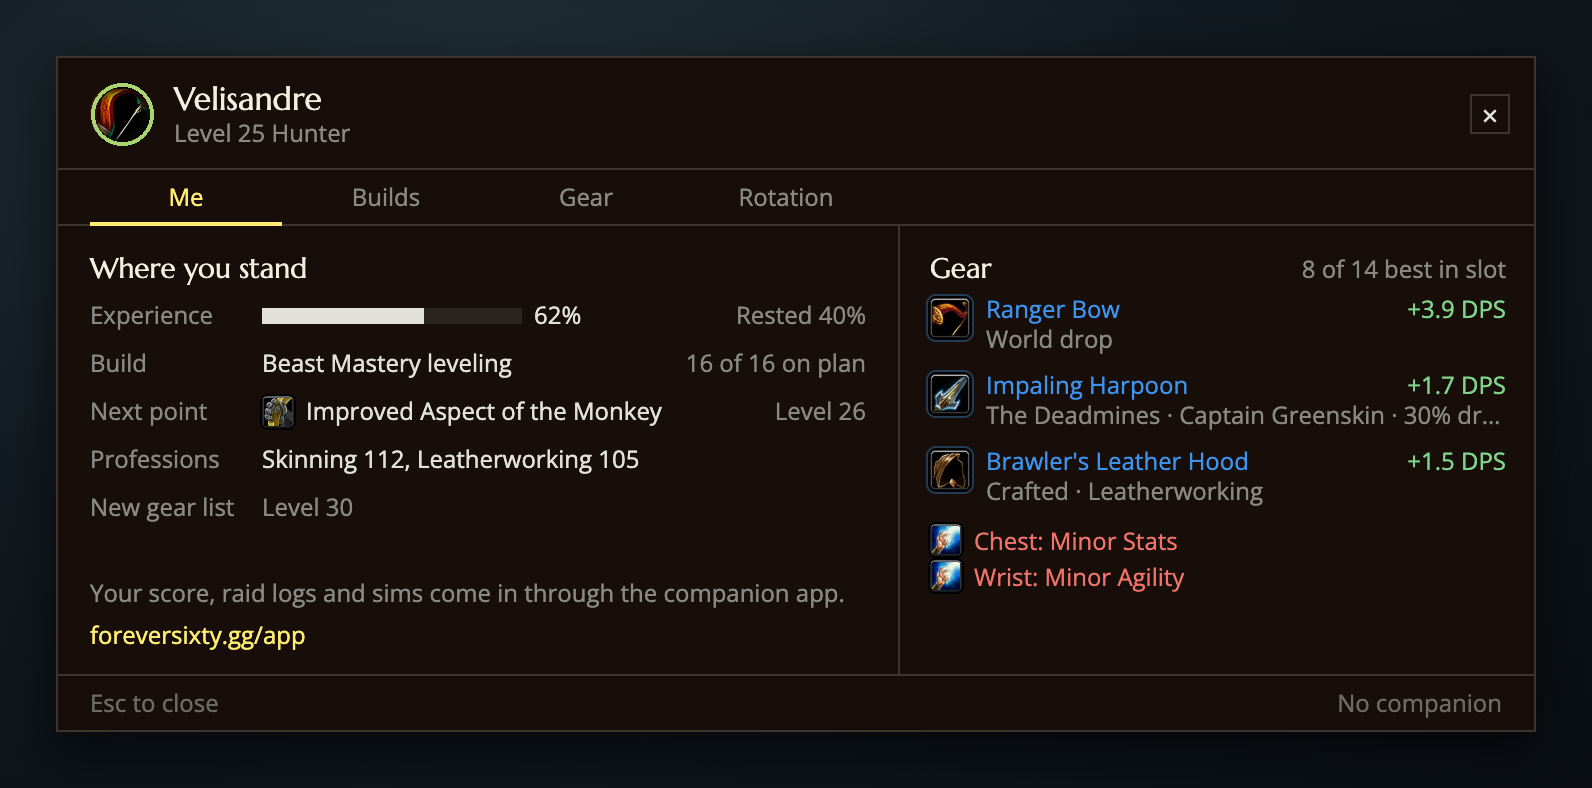 Velisandre
Level 25 Hunter
×
Me
Builds
Gear
Rotation
Where you stand
Experience
62%
Rested 40%
Build
Beast Mastery leveling
16 of 16 on plan
Next point
Improved Aspect of the Monkey
Level 26
Professions
Skinning 112, Leatherworking 105
New gear list
Level 30
Your score, raid logs and sims come in through the companion app.
foreversixty.gg/app
Gear
8 of 14 best in slot
Ranger Bow
+3.9 DPS
World drop
Impaling Harpoon
+1.7 DPS
The Deadmines · Captain Greenskin · 30% dr...
Brawler's Leather Hood
+1.5 DPS
Crafted · Leatherworking
Chest: Minor Stats
Wrist: Minor Agility
Esc to close
No companion